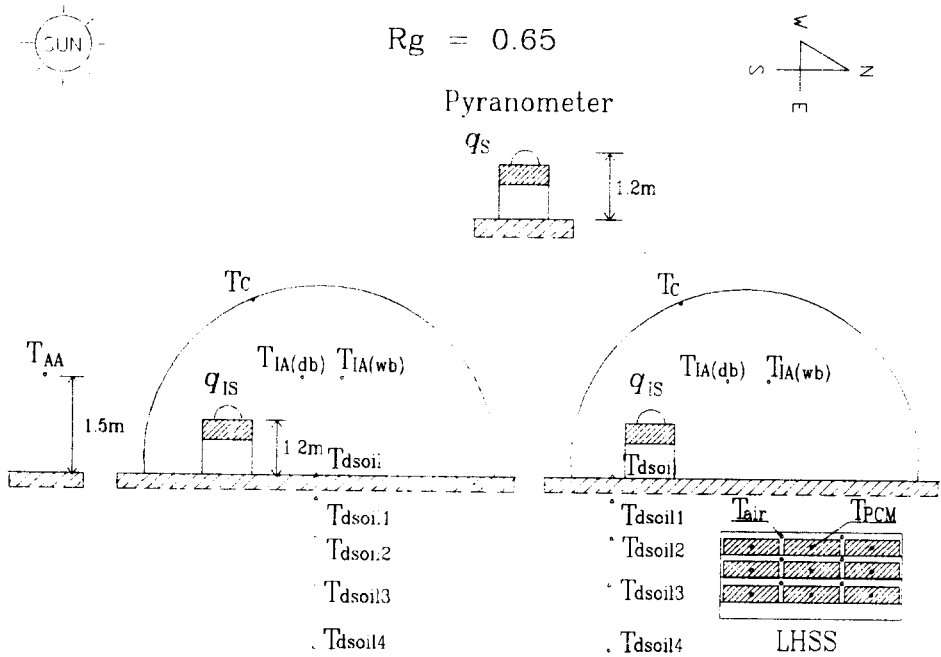 SUN
Rg = 0.65
W
S N
E
Pyranometer
qS
1.2m
TC
TC
TAA
TIA(db) TIA(wb)
TIA(db) TIA(wb)
qIS
qIS
1.5m
1.2m
Tdsoil
Tdsoil
Tdsoil1
Tdsoil1
Tair
TPCM
Tdsoil2
Tdsoil2
Tdsoil3
Tdsoil3
Tdsoil4
Tdsoil4
LHSS